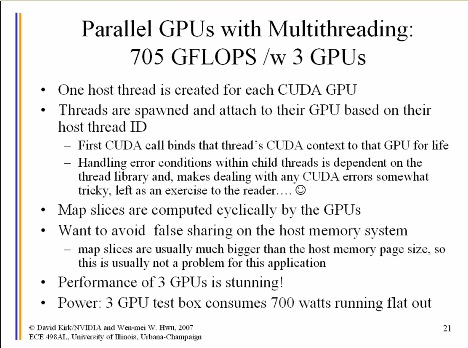 Parallel GPUs with Multithreading:
705 GFLOPS /w 3 GPUs
• One host thread is created for each CUDA GPU
• Threads are spawned and attach to their GPU based on their
host thread ID
– First CUDA call binds that thread's CUDA context to that GPU for life
– Handling error conditions within child threads is dependent on the
thread library and, makes dealing with any CUDA errors somewhat
tricky, left as an exercise to the reader…. ☺
• Map slices are computed cyclically by the GPUs
• Want to avoid false sharing on the host memory system
– map slices are usually much bigger than the host memory page size, so
this is usually not a problem for this application
• Performance of 3 GPUs is stunning!
• Power: 3 GPU test box consumes 700 watts running flat out
© David Kirk/NVIDIA and Wen-mei W. Hwu, 2007
ECE 498AL, University of Illinois, Urbana-Champaign
21